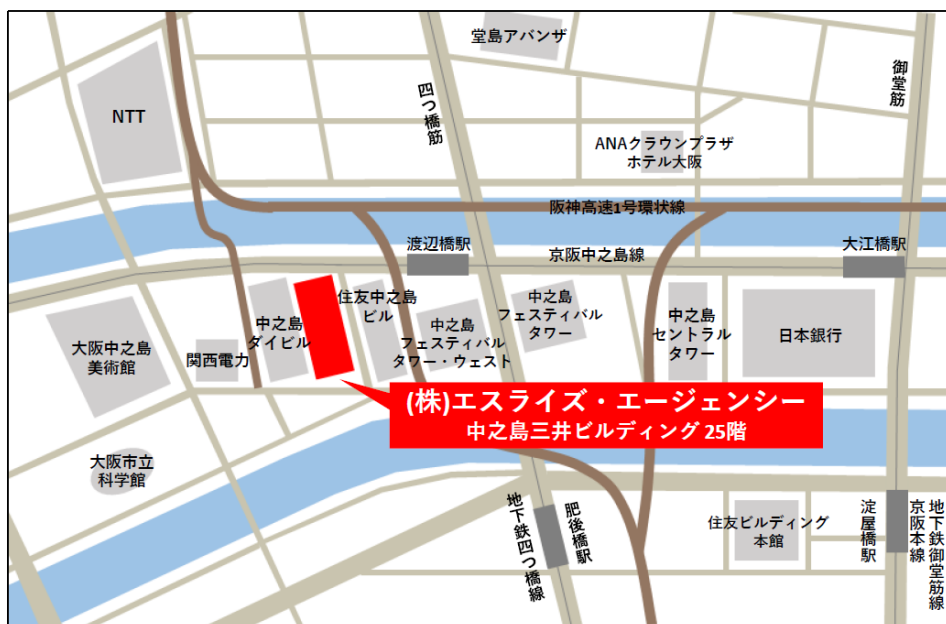 堂島アバンザ
御堂筋
四つ橋筋
NTT
ANAクラウンプラザ
ホテル大阪
阪神高速1号環状線
渡辺橋駅
京阪中之島線
大江橋駅
中之島
ダイビル
住友中之島
ビル
中之島
フェスティバル
タワー・ウェスト
中之島
フェスティバル
タワー
中之島
セントラル
タワー
日本銀行
大阪中之島
美術館
関西電力
(株)エスライズ・エージェンシー
中之島三井ビルディング 25階
大阪市立
科学館
地下鉄四つ橋線
肥後橋駅
住友ビルディング
本館
淀屋橋駅
京阪本線
地下鉄御堂筋線